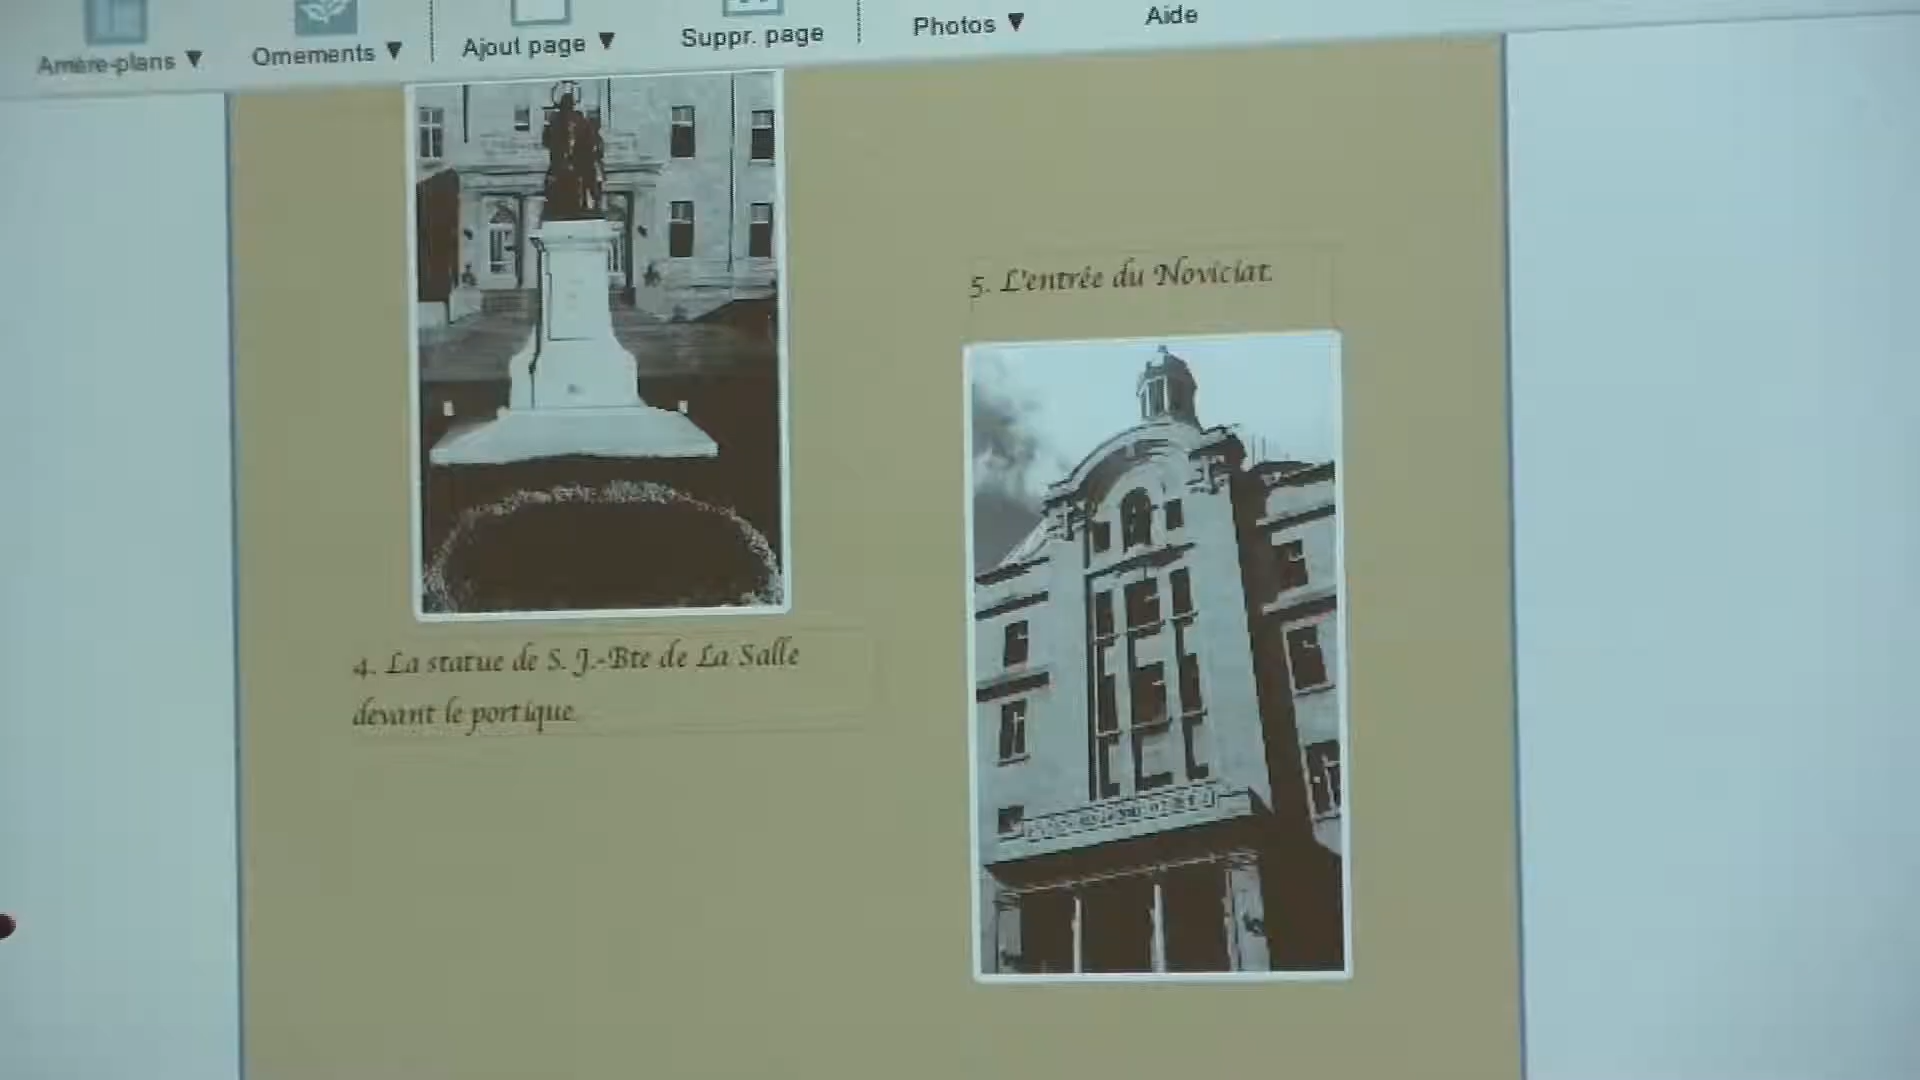 Arrière-plans ▼ Ornements ▼ Ajout page ▼ Suppr. page Photos ▼ Aide
5. L'entrée du Noviciat.
4. La statue de S. J.-Bte de La Salle
devant le portique.